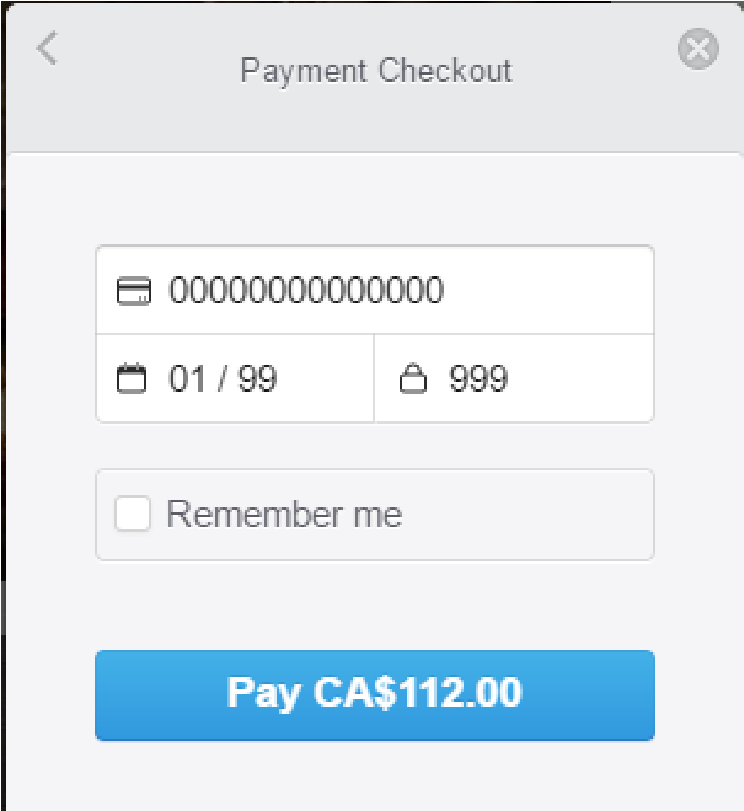 Payment Checkout
00000000000000
01 / 99
999
Remember me
Pay CA$112.00